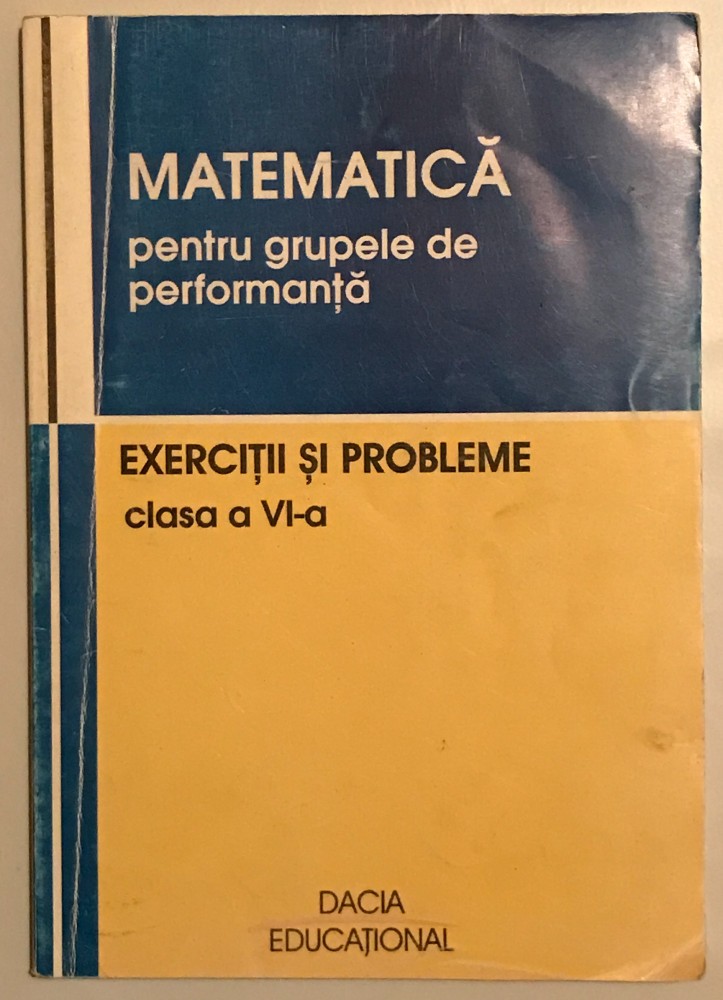 MATEMATICĂ
pentru grupele de
performanță
EXERCIȚII ȘI PROBLEME
clasa a VI-a
DACIA
EDUCAȚIONAL